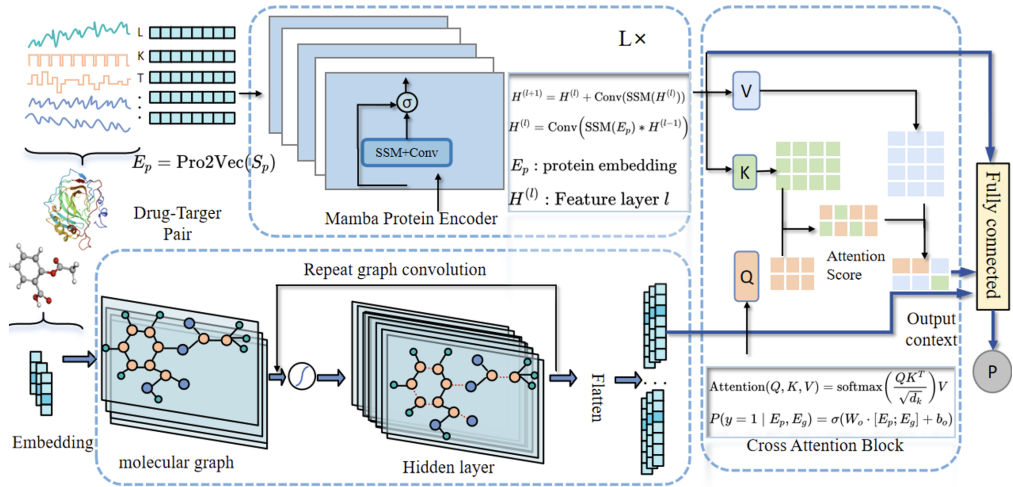 L
K
T
:
:
E_p = Pro2Vec(S_p)
Drug-Targer
Pair
L×
σ
SSM+Conv
Mamba Protein Encoder
H^{(l+1)} = H^{(l)} + Conv(SSM(H^{(l)}))
H^{(l)} = Conv(SSM(E_p) * H^{(l-1)})
E_p : protein embedding
H^{(l)} : Feature layer l
V
K
Q
Attention
Score
Output
context
Fully connected
P
Attention(Q, K, V) = softmax(QK^T / √d_k)V
P(y = 1 | E_p, E_g) = σ(W_o · [E_p; E_g] + b_o)
Cross Attention Block
Repeat graph convolution
Embedding
molecular graph
Hidden layer
Flatten
...